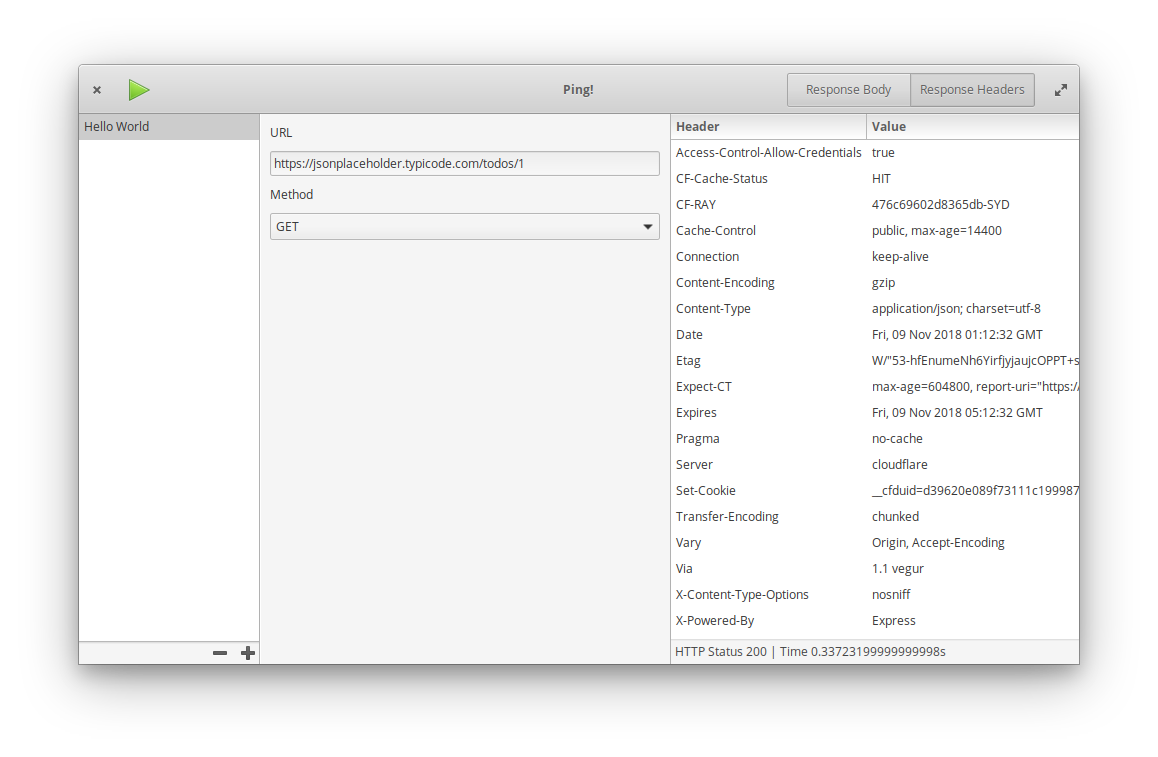 Ping!
Response Body Response Headers
Hello World
URL
https://jsonplaceholder.typicode.com/todos/1
Method
GET
Header Value
Access-Control-Allow-Credentials true
CF-Cache-Status HIT
CF-RAY 476c69602d8365db-SYD
Cache-Control public, max-age=14400
Connection keep-alive
Content-Encoding gzip
Content-Type application/json; charset=utf-8
Date Fri, 09 Nov 2018 01:12:32 GMT
Etag W/"53-hfEnumeNh6YirfjyjaujcOPPT+s
Expect-CT max-age=604800, report-uri="https:/
Expires Fri, 09 Nov 2018 05:12:32 GMT
Pragma no-cache
Server cloudflare
Set-Cookie __cfduid=d39620e089f73111c199987
Transfer-Encoding chunked
Vary Origin, Accept-Encoding
Via 1.1 vegur
X-Content-Type-Options nosniff
X-Powered-By Express
HTTP Status 200 | Time 0.33723199999999998s